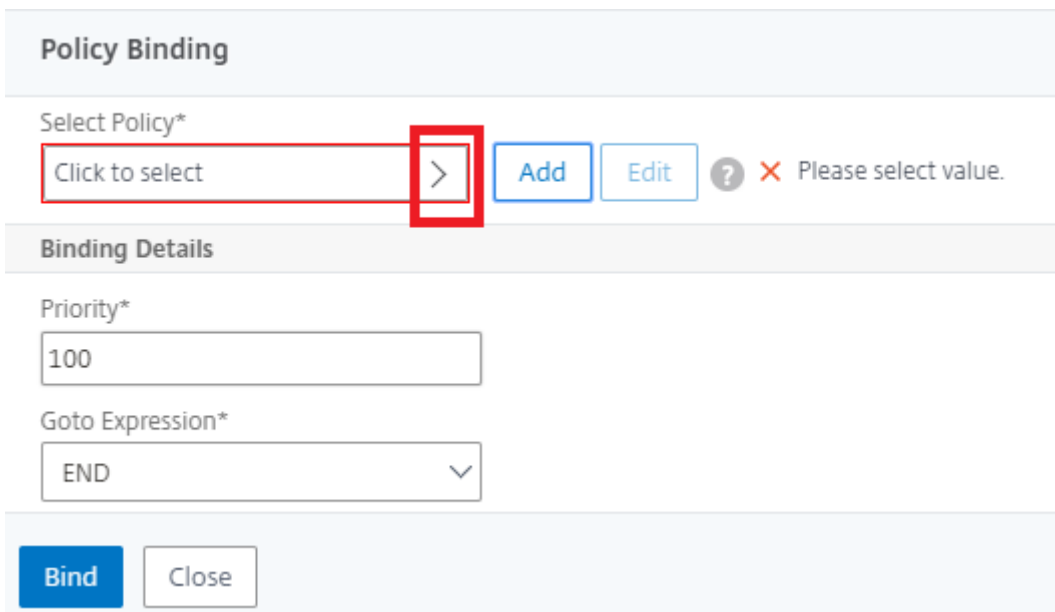 Policy Binding
Select Policy*
Click to select > Add Edit ? ✕ Please select value.
Binding Details
Priority*
100
Goto Expression*
END
Bind Close